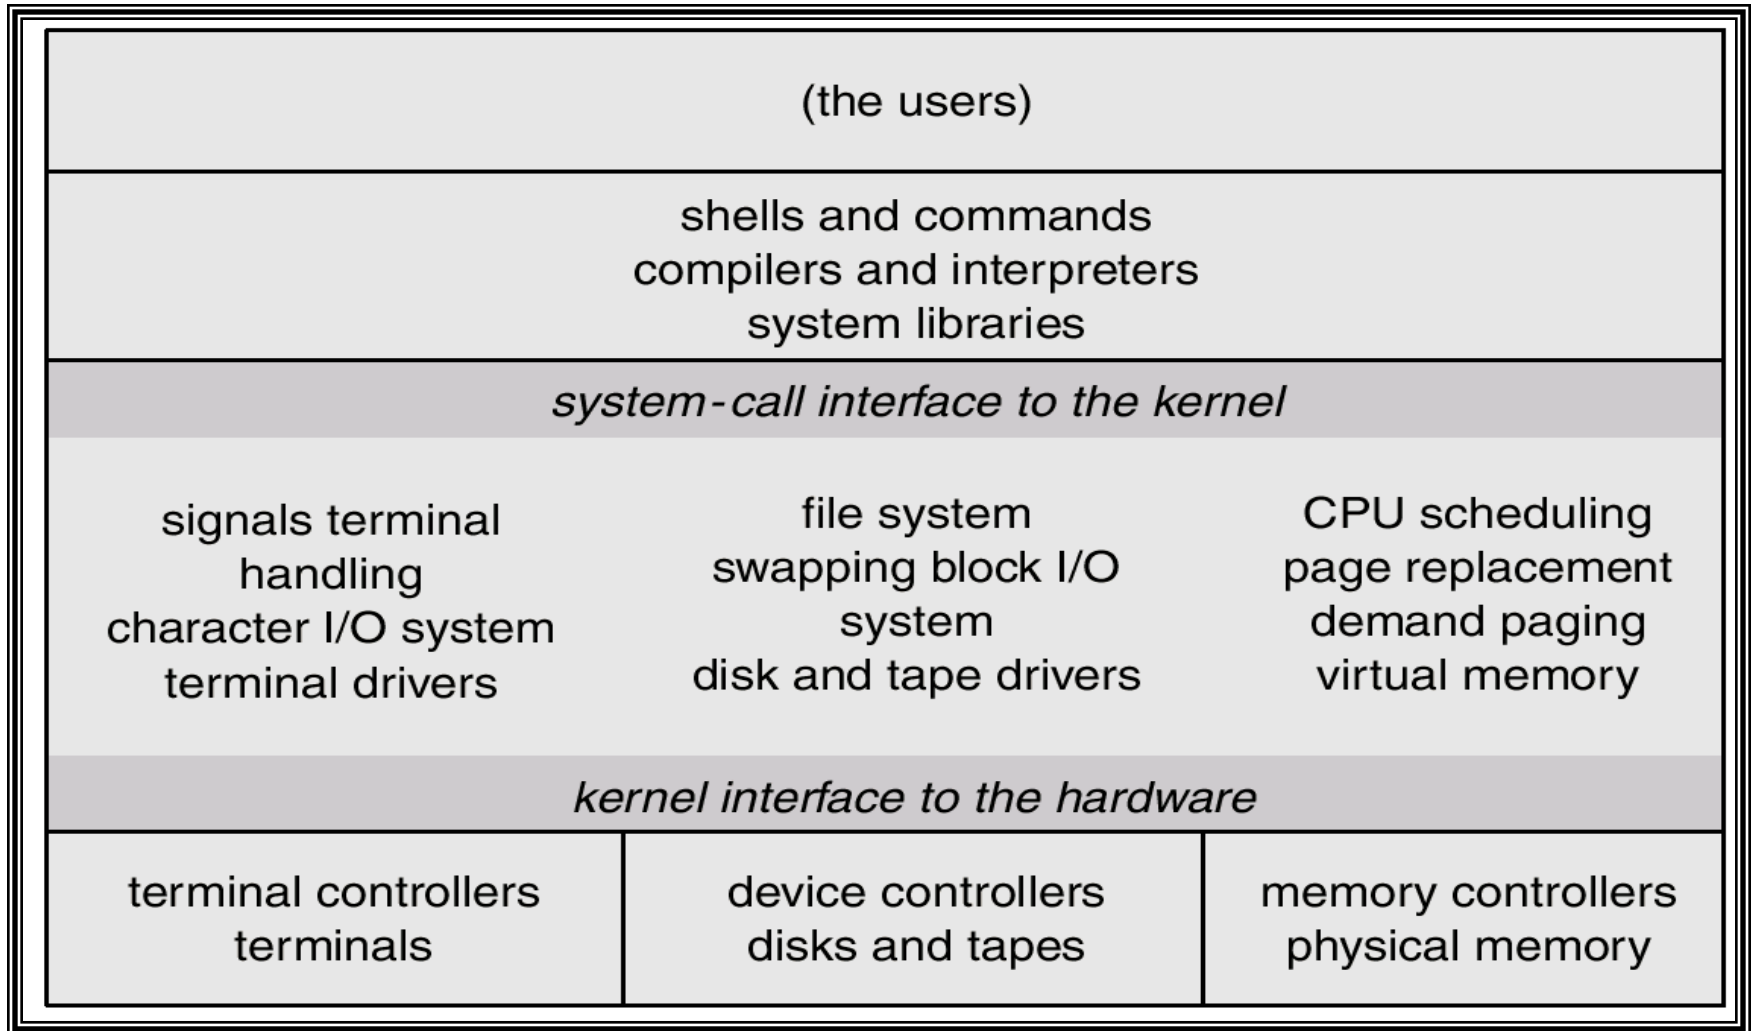 (the users)
shells and commands
compilers and interpreters
system libraries
system-call interface to the kernel
signals terminal
handling
character I/O system
terminal drivers
file system
swapping block I/O
system
disk and tape drivers
CPU scheduling
page replacement
demand paging
virtual memory
kernel interface to the hardware
terminal controllers
terminals
device controllers
disks and tapes
memory controllers
physical memory